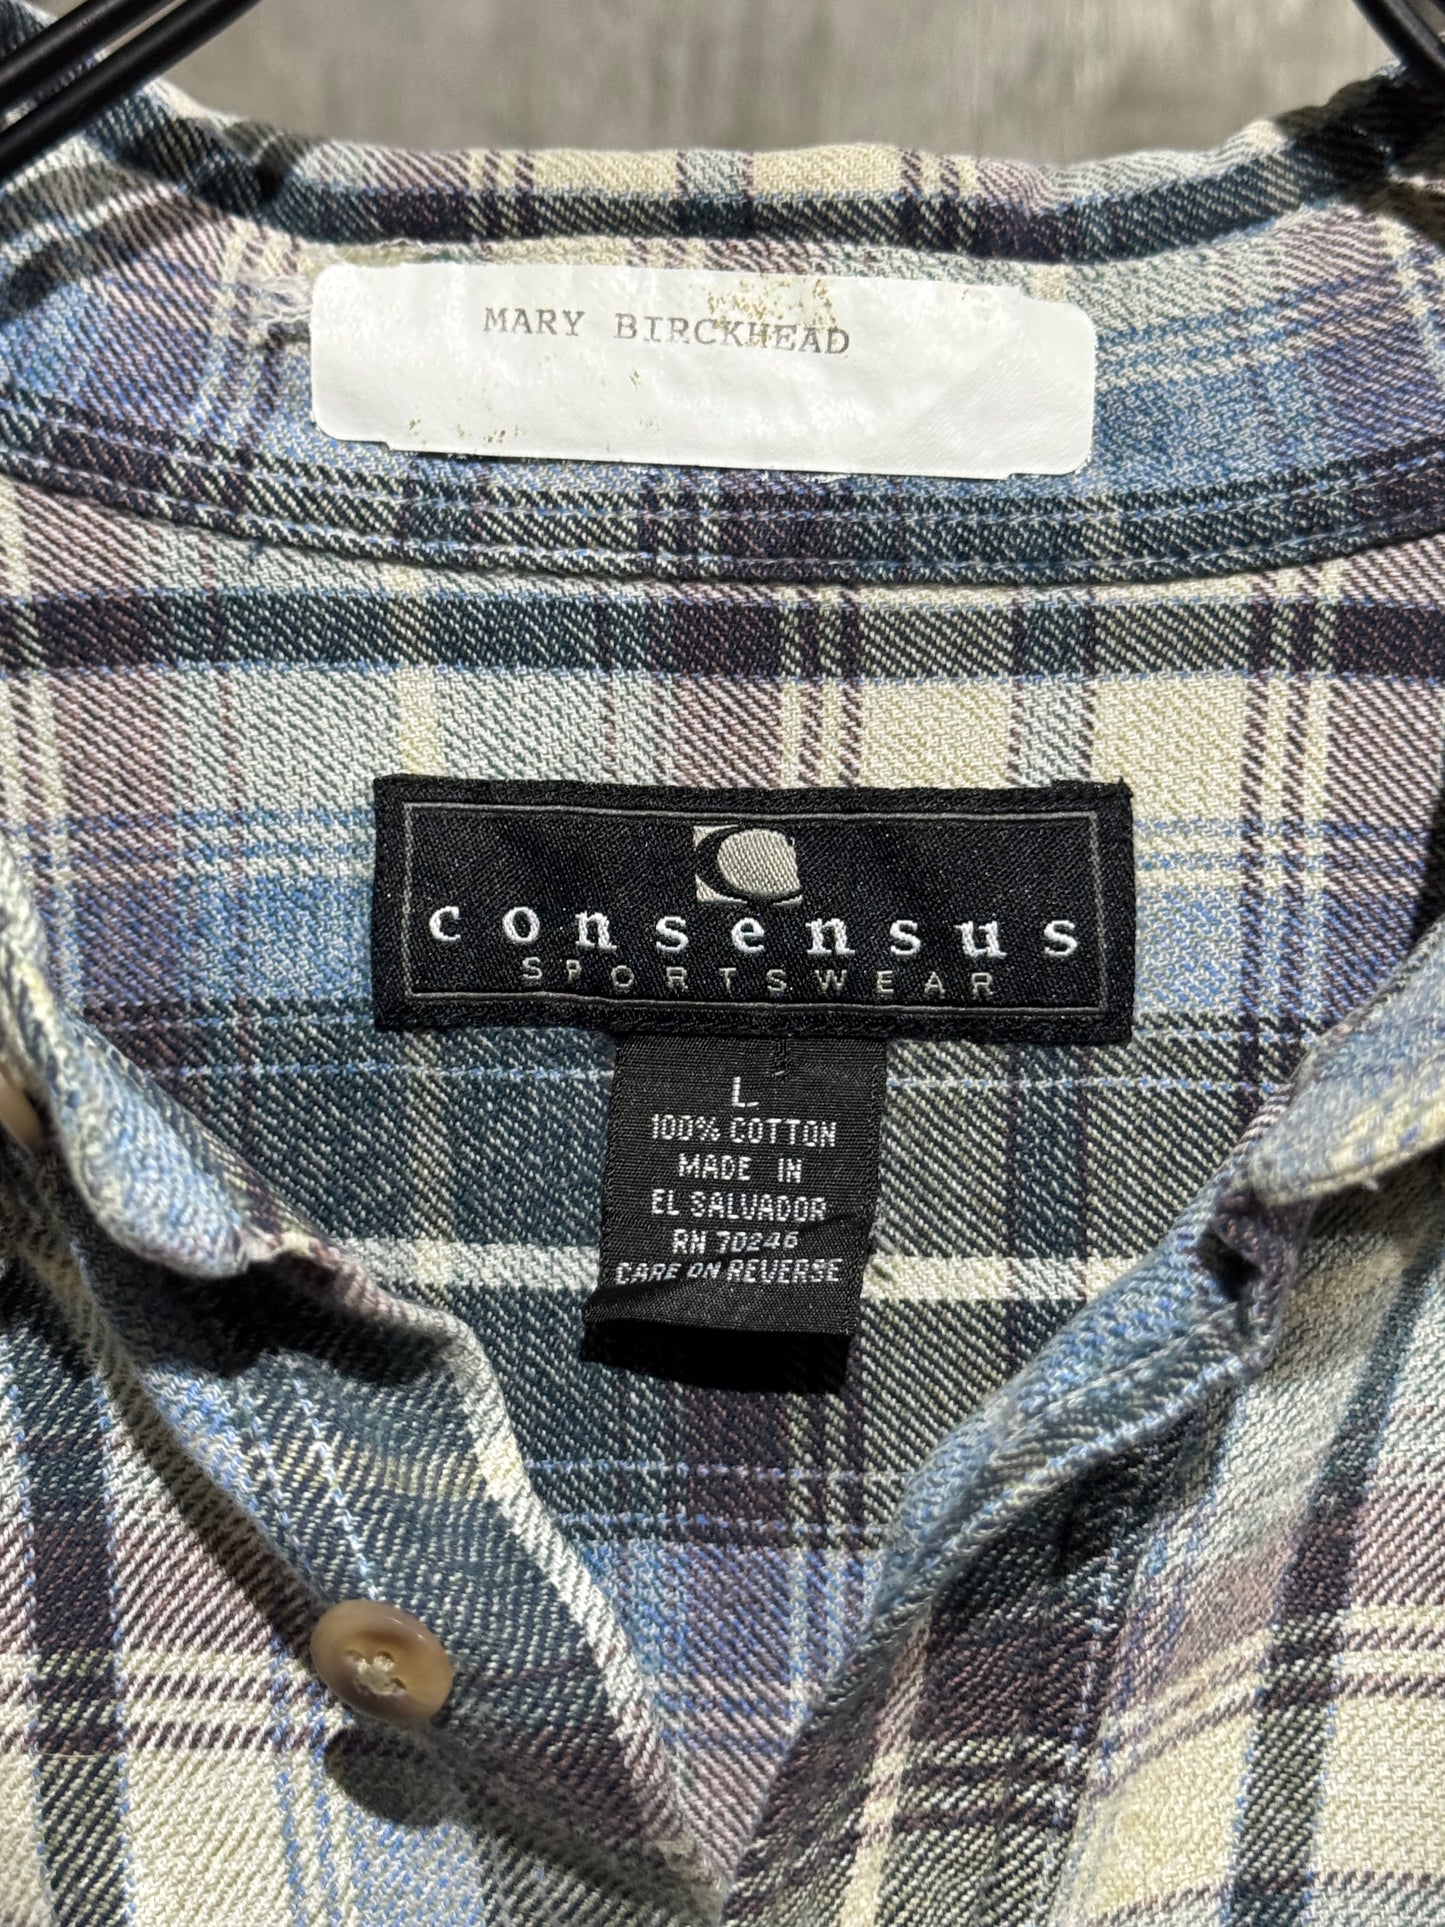 MARY BIRCKHEAD
consensus
SPORTSWEAR
L
100% COTTON
MADE IN
EL SALVADOR
RN 70246
CARE ON REVERSE